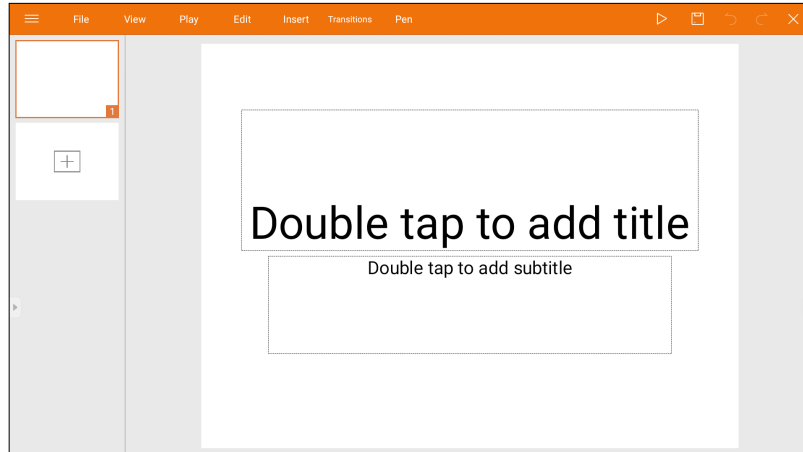 File View Play Edit Insert Transitions Pen
1
Double tap to add title
Double tap to add subtitle